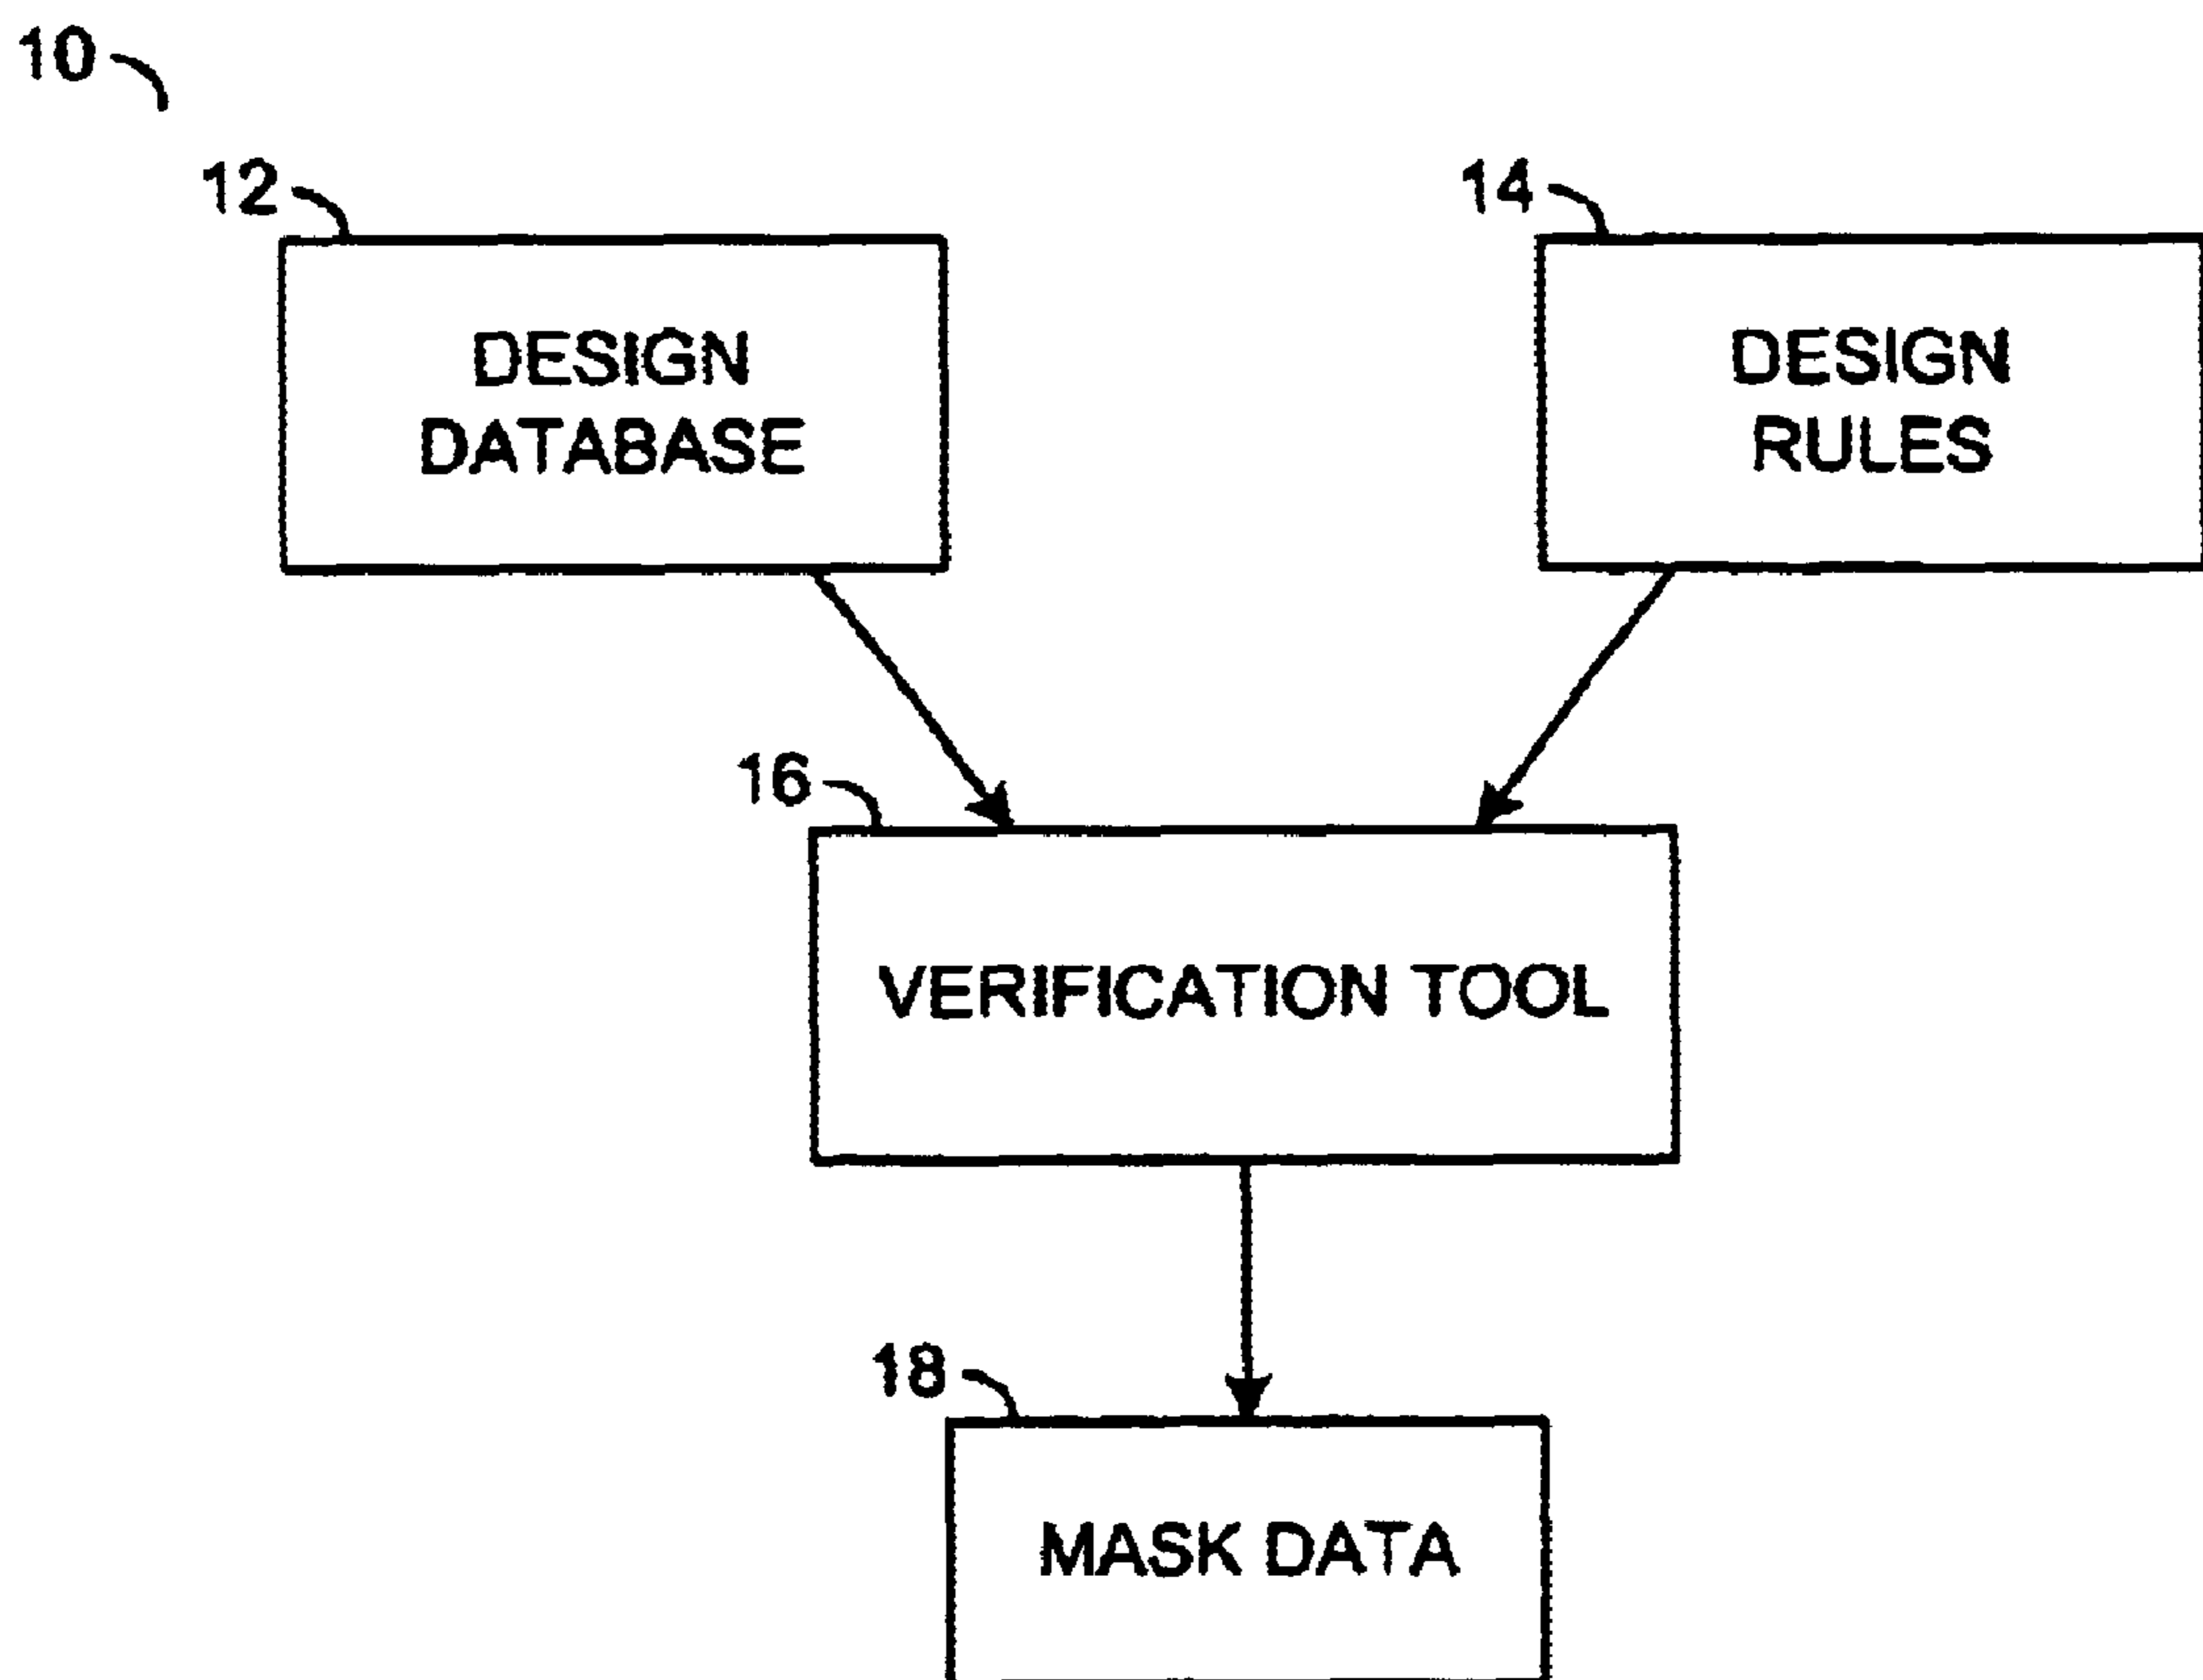 10
12
14
DESIGN
DATABASE
DESIGN
RULES
16
VERIFICATION TOOL
18
MASK DATA